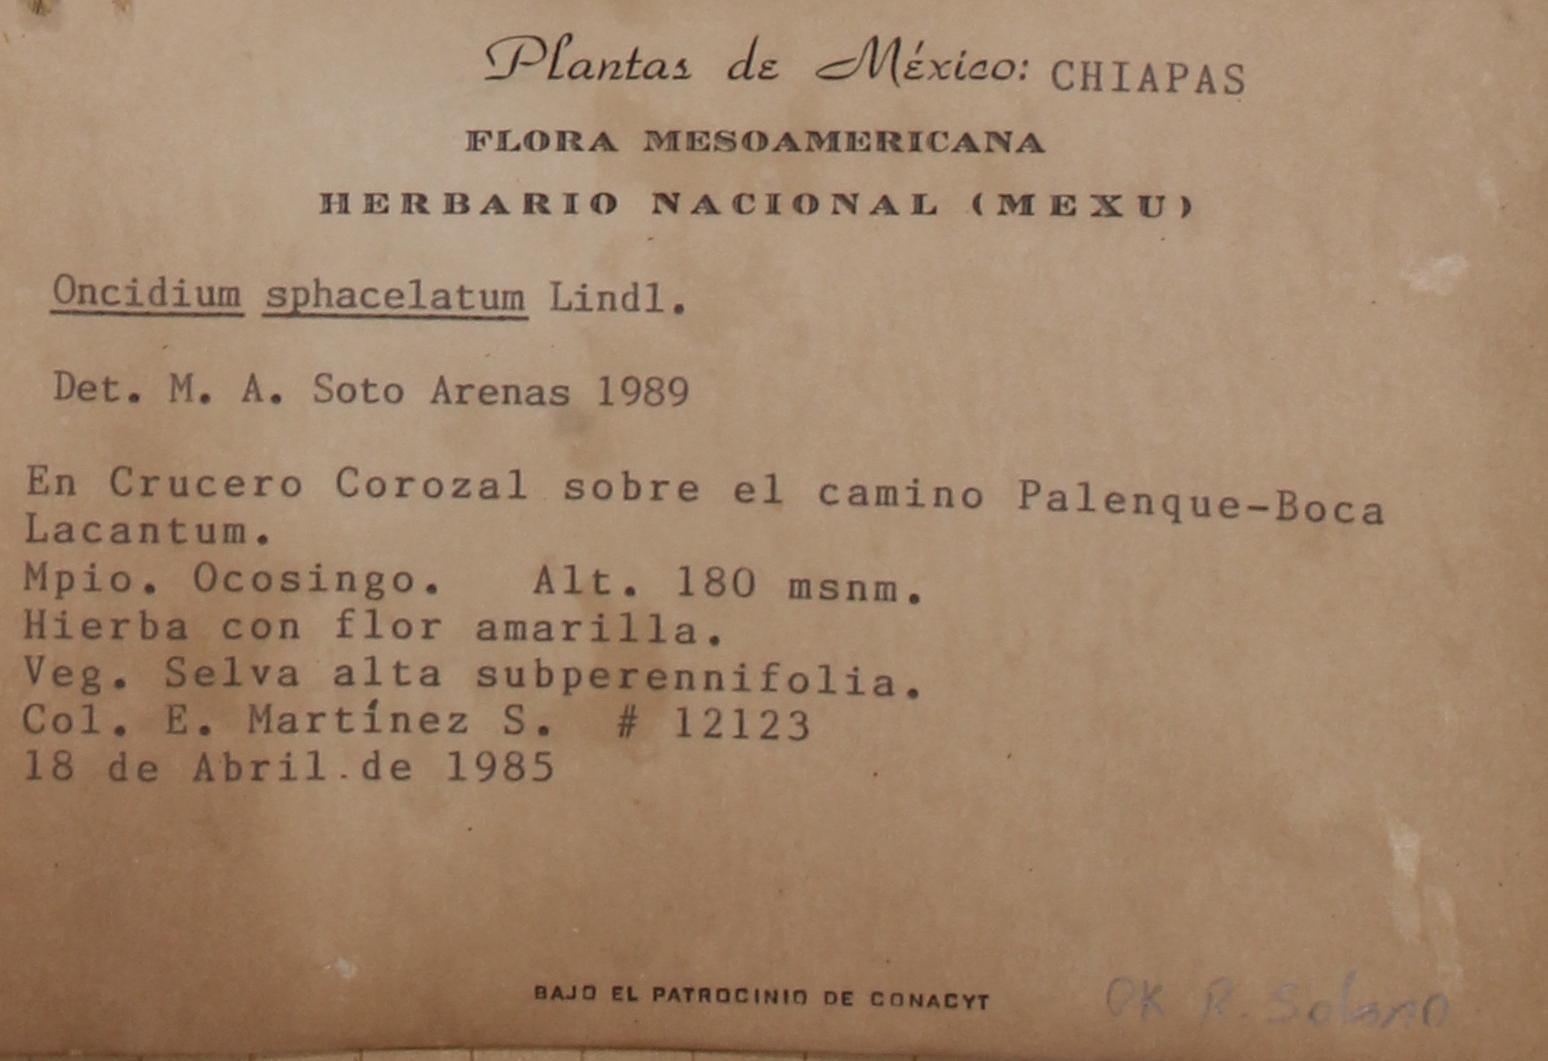 Plantas de México: CHIAPAS
FLORA MESOAMERICANA
HERBARIO NACIONAL (MEXU)
Oncidium sphacelatum Lindl.
Det. M. A. Soto Arenas 1989
En Crucero Corozal sobre el camino Palenque-Boca
Lacantum.
Mpio. Ocosingo. Alt. 180 msnm.
Hierba con flor amarilla.
Veg. Selva alta subperennifolia.
Col. E. Martínez S. # 12123
18 de Abril de 1985
BAJO EL PATROCINIO DE CONACYT
OK R. Solano